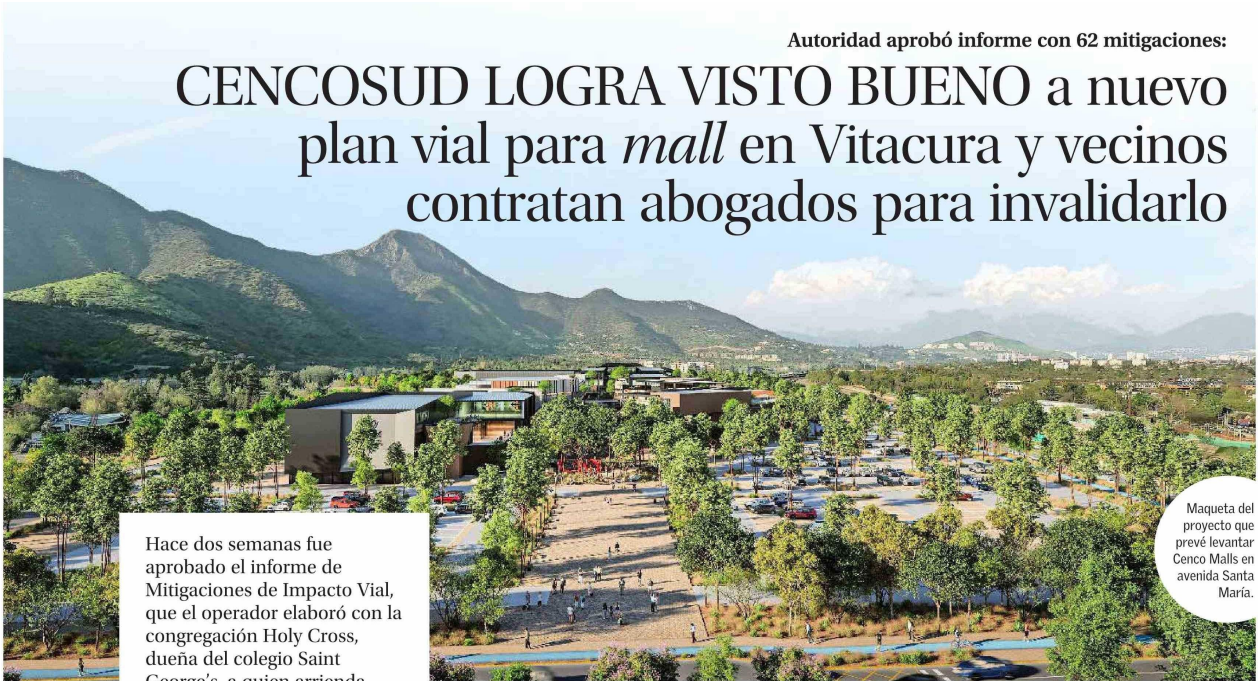 Autoridad aprobó informe con 62 mitigaciones:
CENCOSUD LOGRA VISTO BUENO a nuevo
plan vial para mall en Vitacura y vecinos
contratan abogados para invalidarlo
Hace dos semanas fue
aprobado el informe de
Mitigaciones de Impacto Vial,
que el operador elaboró con la
congregación Holy Cross,
dueña del colegio Saint
George's, a quien arrienda
Maqueta del
proyecto que
prevé levantar
Cenco Malls en
avenida Santa
María.